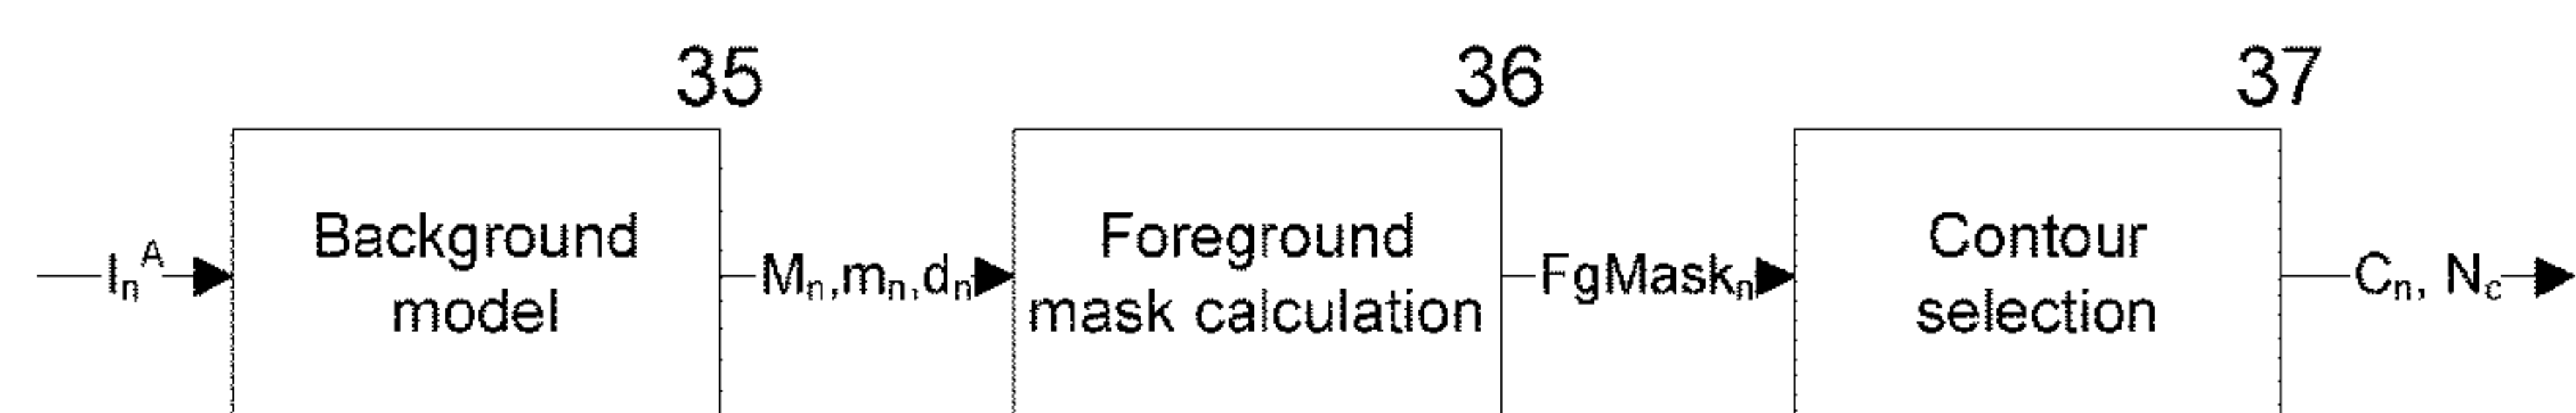 35 36 37
I_n^A Background model M_n,m_n,d_n Foreground mask calculation FgMask_n Contour selection C_n, N_c